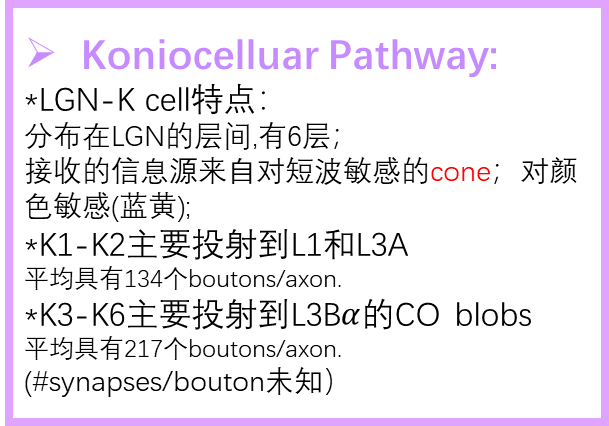 ➢ Koniocelluar Pathway:
*LGN-K cell特点：
分布在LGN的层间,有6层；
接收的信息源来自对短波敏感的cone；对颜
色敏感(蓝黄);
*K1-K2主要投射到L1和L3A
平均具有134个boutons/axon.
*K3-K6主要投射到L3Bα的CO blobs
平均具有217个boutons/axon.
(#synapses/bouton未知）